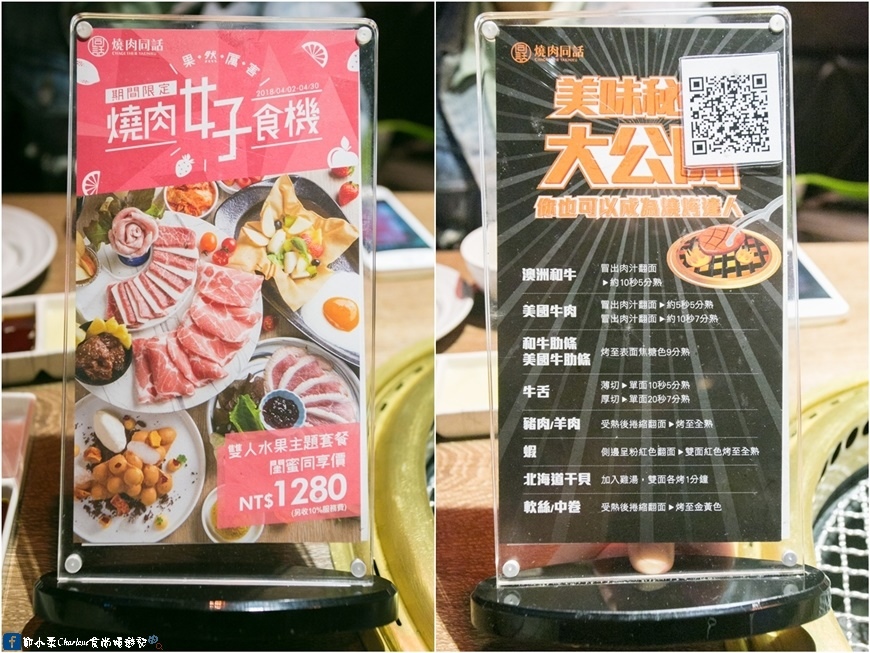 燒肉同話
果·然·厲·害
期間限定
2018-04/02-04/30
燒肉好食機
雙人水果主題套餐
閨蜜同享價
NT$1280
(另收10%服務費)
燒肉同話
美味秘
大公
你也可以成為燒烤達人
澳洲和牛
冒出肉汁翻面
▶約10秒5分熟
美國牛肉
冒出肉汁翻面▶約5秒5分熟
冒出肉汁翻面▶約10秒7分熟
和牛肋條
美國牛肋條
烤至表面焦糖色9分熟
牛舌
薄切▶單面10秒5分熟
厚切▶單面20秒7分熟
豬肉/羊肉
受熱後捲縮翻面▶烤至全熟
蝦
側邊呈粉紅色翻面▶雙面紅色烤至全熟
北海道干貝
加入雞湯，雙面各烤1分鐘
軟絲/中卷
受熱後捲縮翻面▶烤至金黃色
Charlene食尚